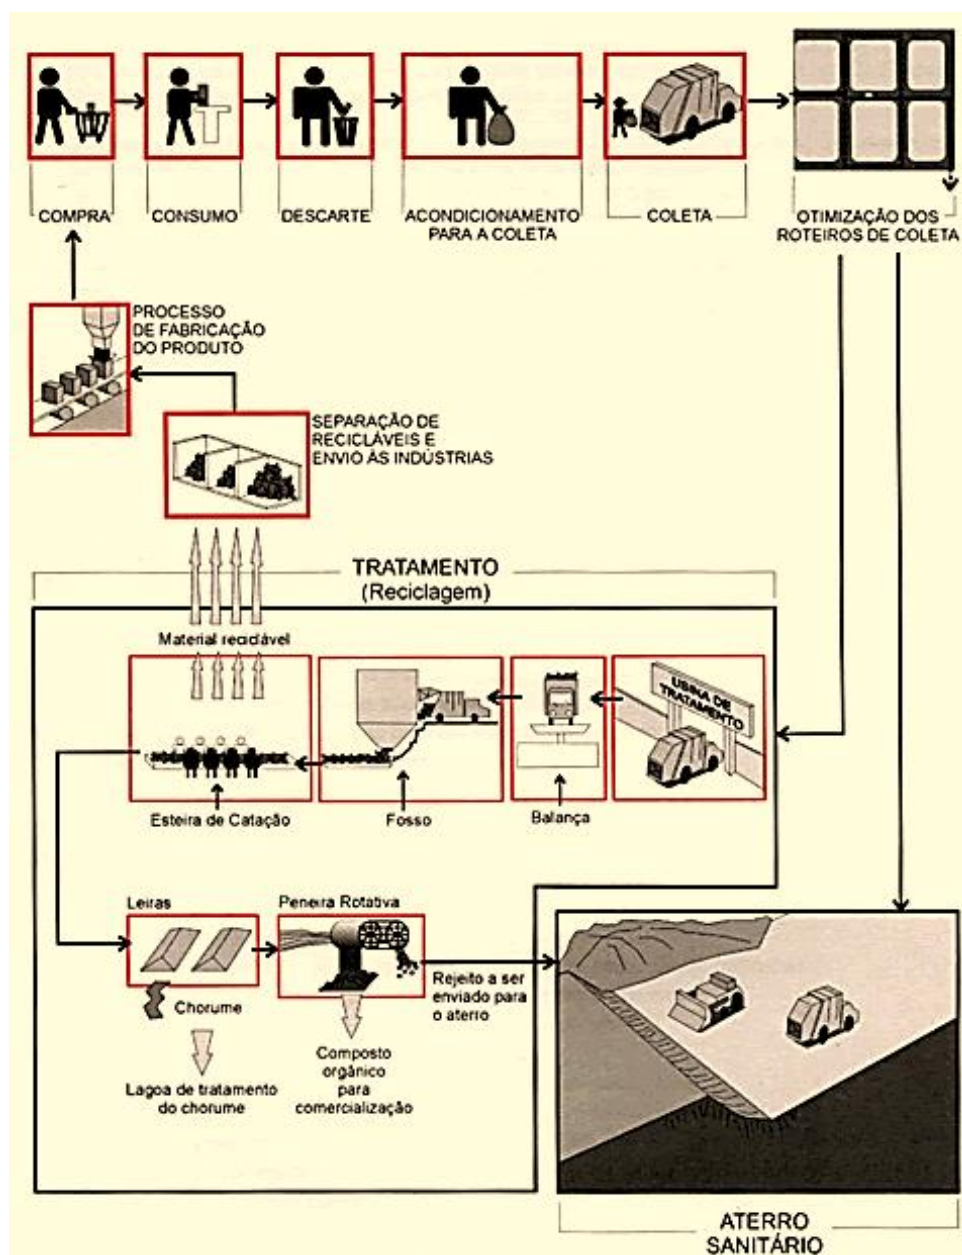 COMPRA
CONSUMO
DESCARTE
ACONDICIONAMENTO
PARA A COLETA
COLETA
OTIMIZAÇÃO DOS
ROTEIROS DE COLETA
PROCESSO
DE FABRICAÇÃO
DO PRODUTO
SEPARAÇÃO DE
RECICLÁVEIS E
ENVIO ÀS INDÚSTRIAS
TRATAMENTO
(Reciclagem)
Material reciclável
USINA DE
TRATAMENTO
Esteira de Catação
Fosso
Balança
Leiras
Peneira Rotativa
Chorume
Rejeito a ser
enviado para
o aterro
Lagoa de tratamento
do chorume
Composto
orgânico
para
comercialização
ATERRO
SANITÁRIO